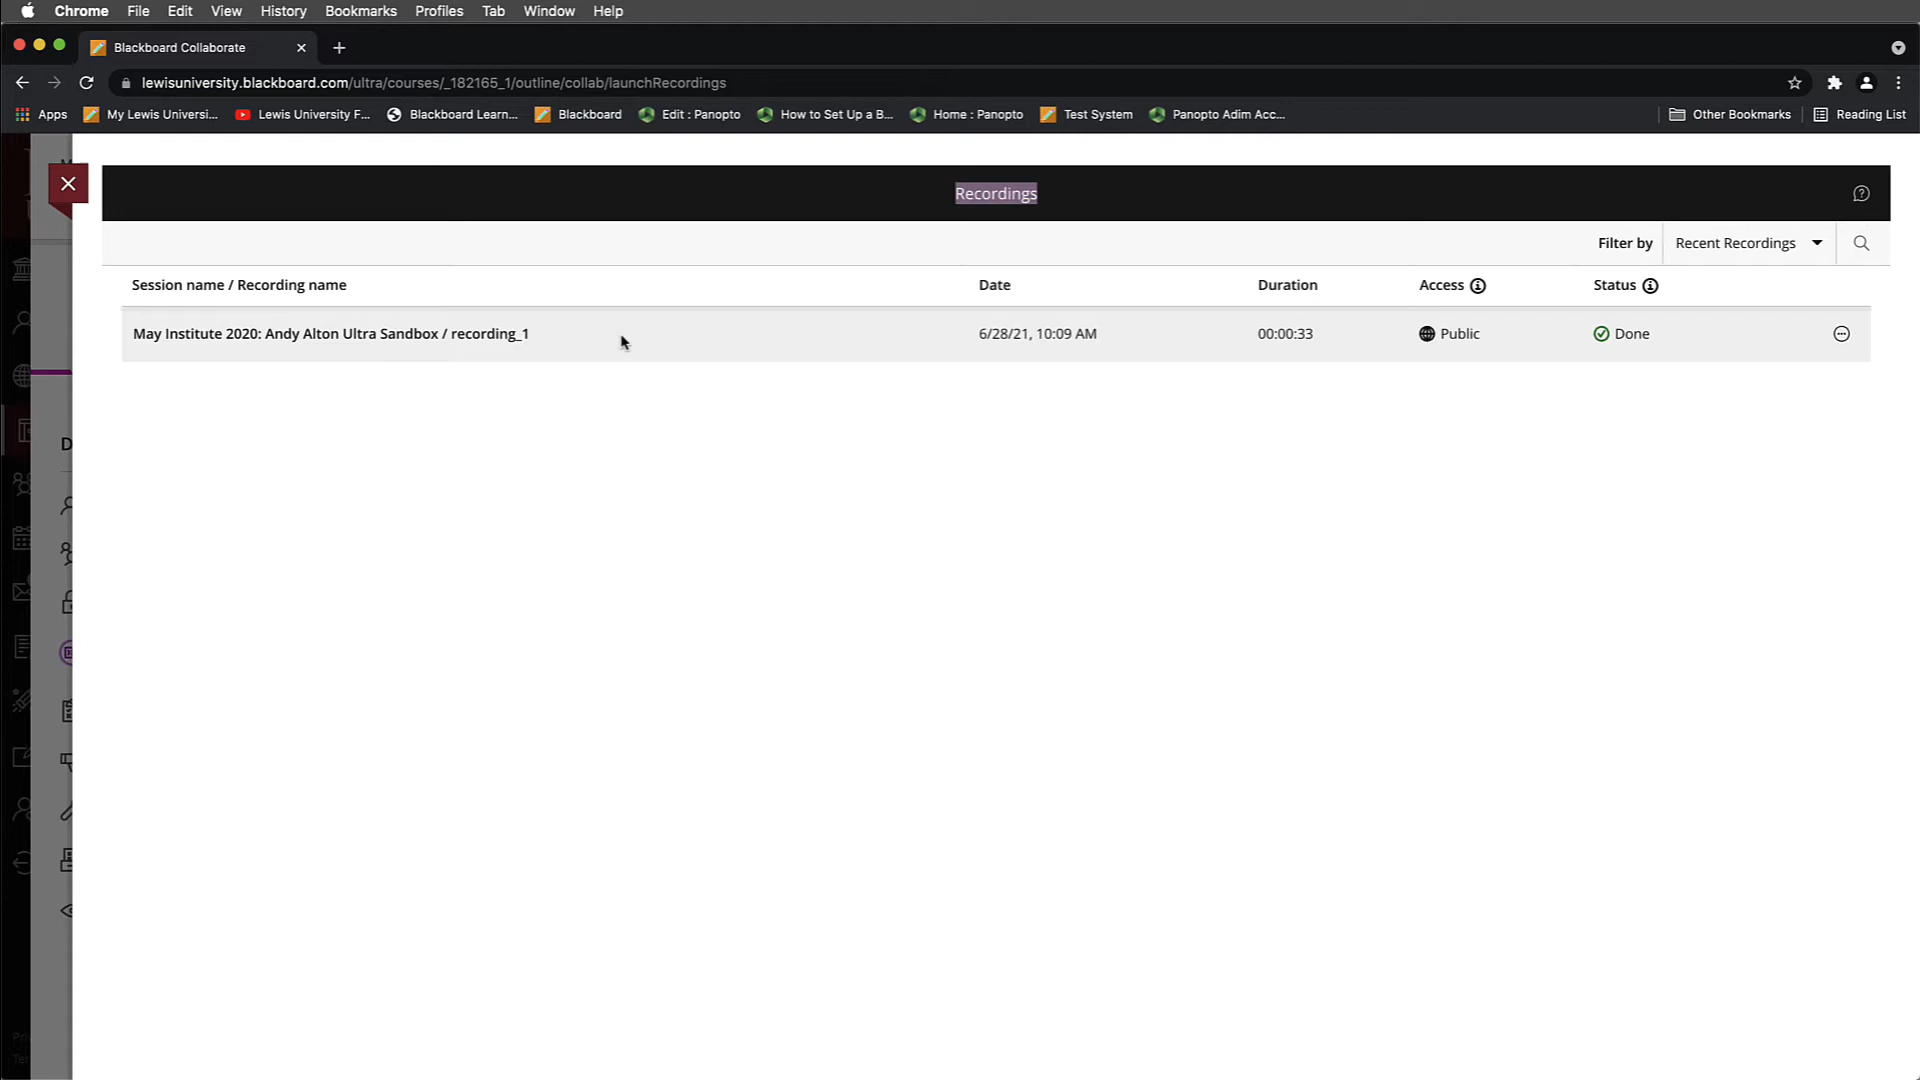 Chrome File Edit View History Bookmarks Profiles Tab Window Help
Blackboard Collaborate
lewisuniversity.blackboard.com/ultra/courses/_182165_1/outline/collab/launchRecordings
Apps My Lewis Universi... Lewis University F... Blackboard Learn... Blackboard Edit : Panopto How to Set Up a B... Home : Panopto Test System Panopto Adim Acc... Other Bookmarks Reading List
Recordings
Filter by Recent Recordings
Session name / Recording name Date Duration Access Status
May Institute 2020: Andy Alton Ultra Sandbox / recording_1 6/28/21, 10:09 AM 00:00:33 Public Done